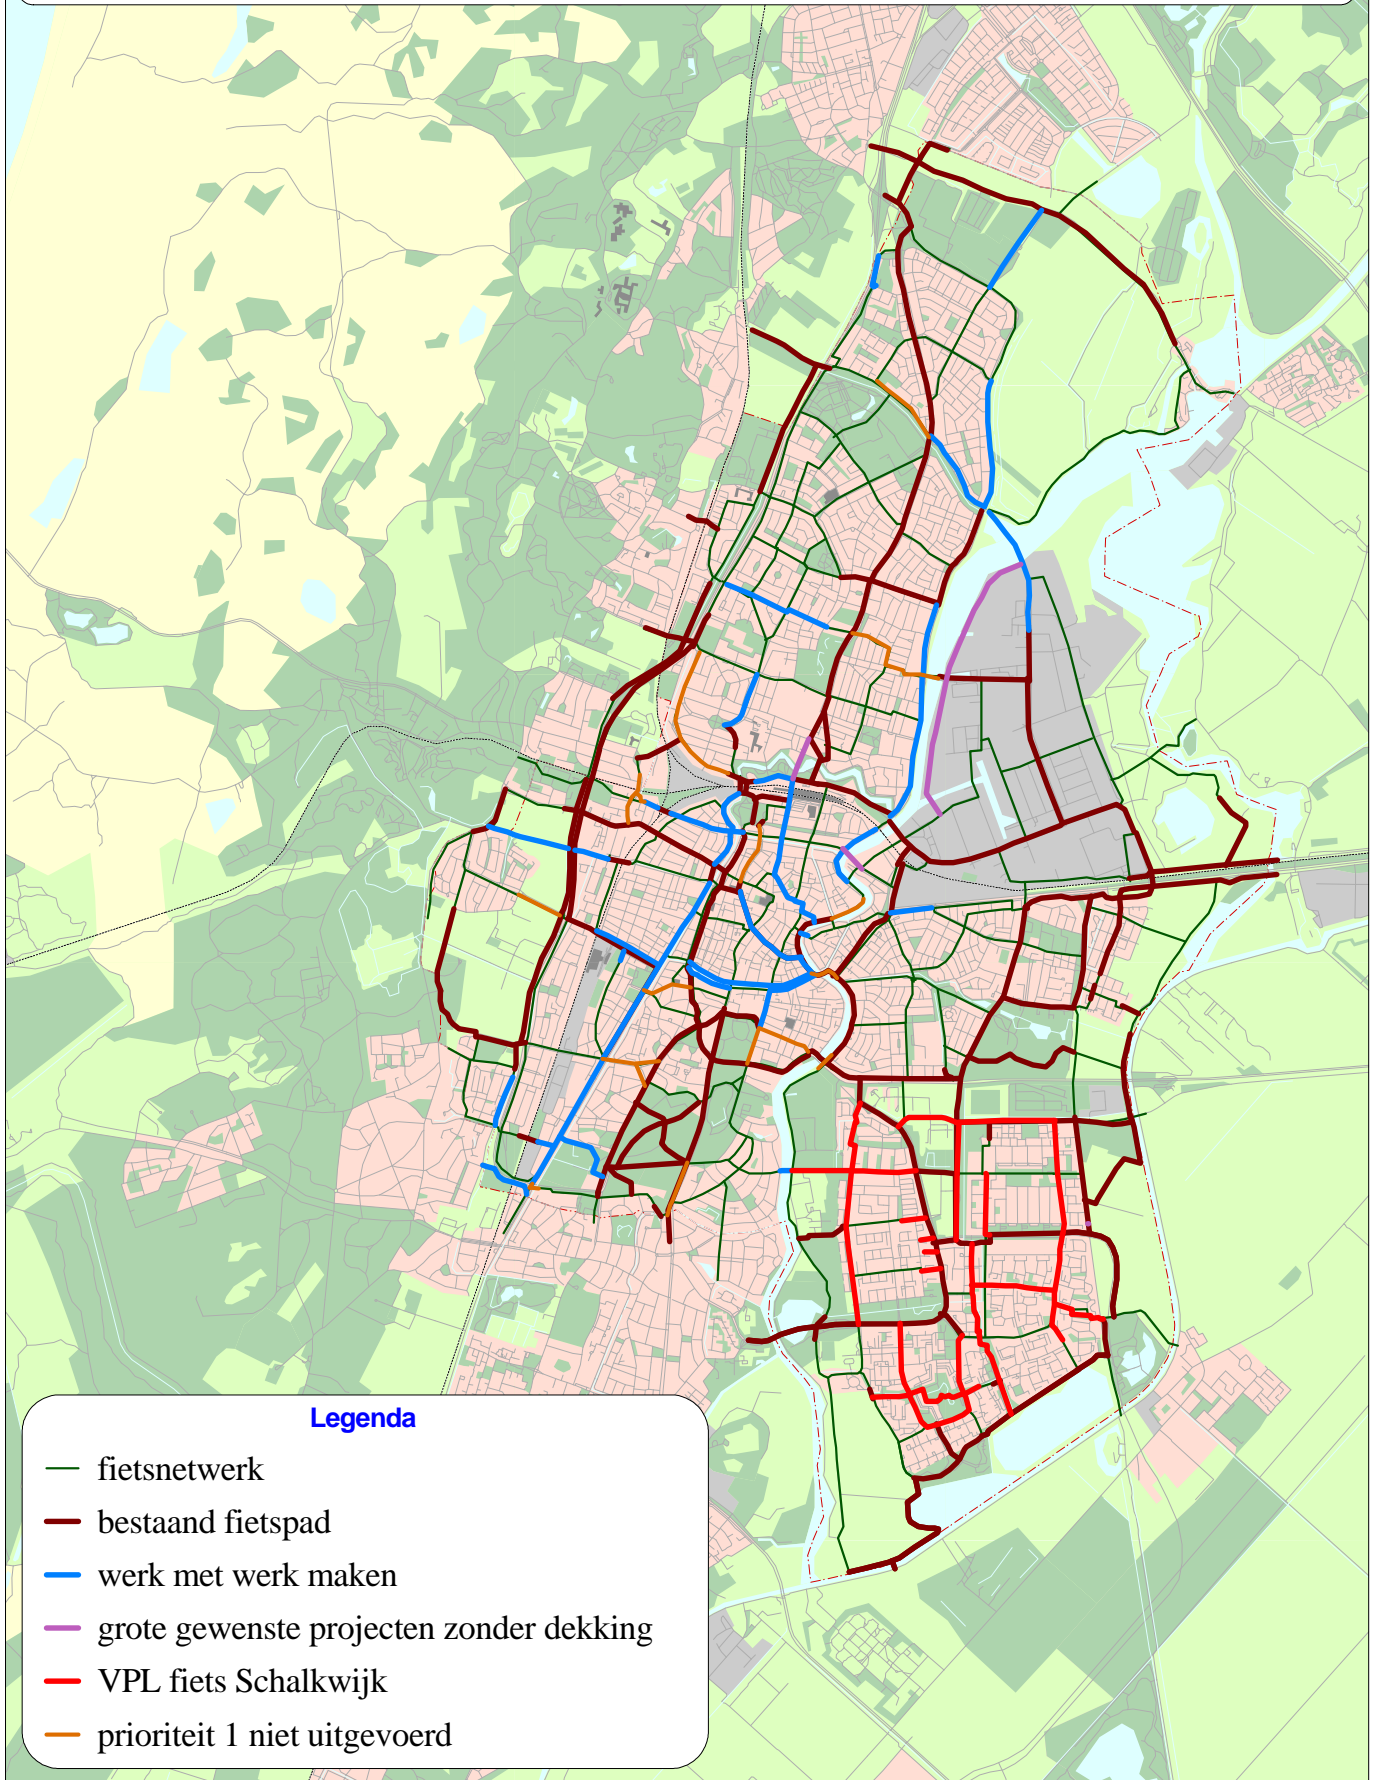 Legenda
fietsnetwerk
bestaand fietspad
werk met werk maken
grote gewenste projecten zonder dekking
VPL fiets Schalkwijk
prioriteit 1 niet uitgevoerd